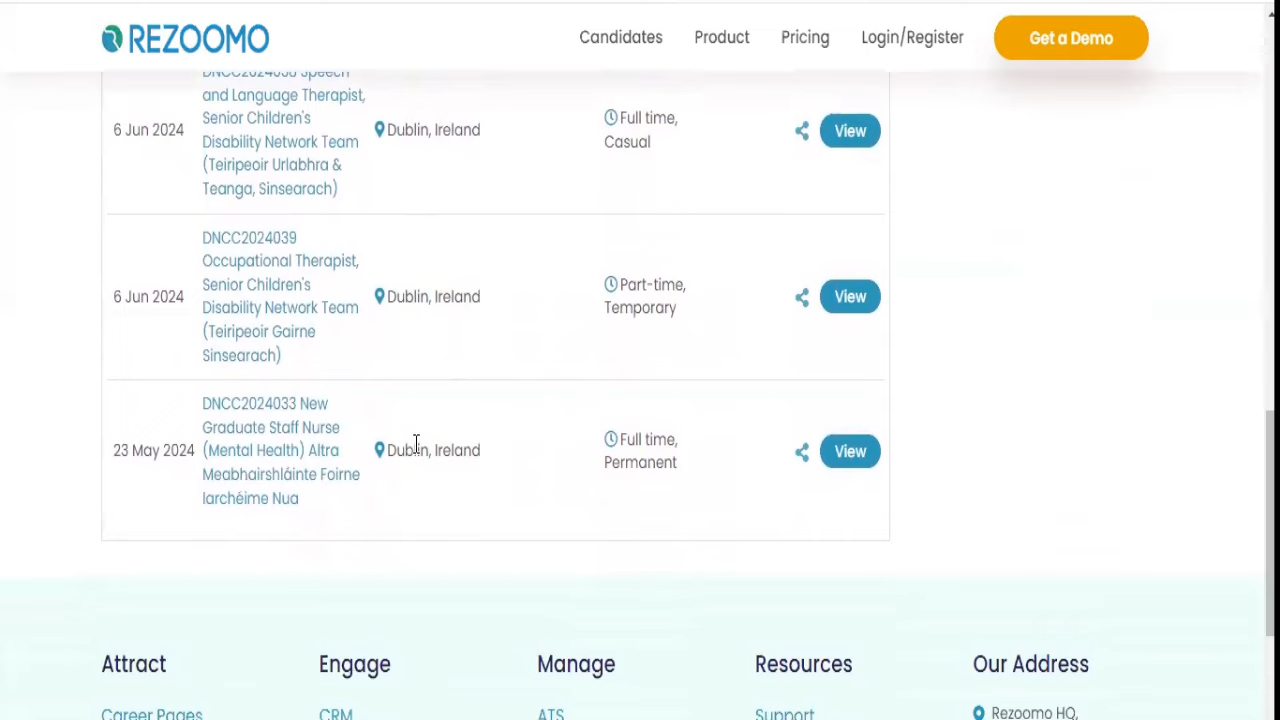 REZOOMO
Candidates
Product
Pricing
Login/Register
Get a Demo
DNCC2024038 Speech
and Language Therapist,
Senior Children's
Disability Network Team
(Teiripeoir Urlabhra &
Teanga, Sinsearach)
6 Jun 2024
Dublin, Ireland
Full time,
Casual
View
6 Jun 2024
DNCC2024039
Occupational Therapist,
Senior Children's
Disability Network Team
(Teiripeoir Gairne
Sinsearach)
Dublin, Ireland
Part-time,
Temporary
View
23 May 2024
DNCC2024033 New
Graduate Staff Nurse
(Mental Health) Altra
Meabhairshláinte Foirne
Iarchéime Nua
Dublin, Ireland
Full time,
Permanent
View
Attract
Engage
Manage
Resources
Our Address
Career Pages
CRM
ATS
Support
Rezoomo HQ,